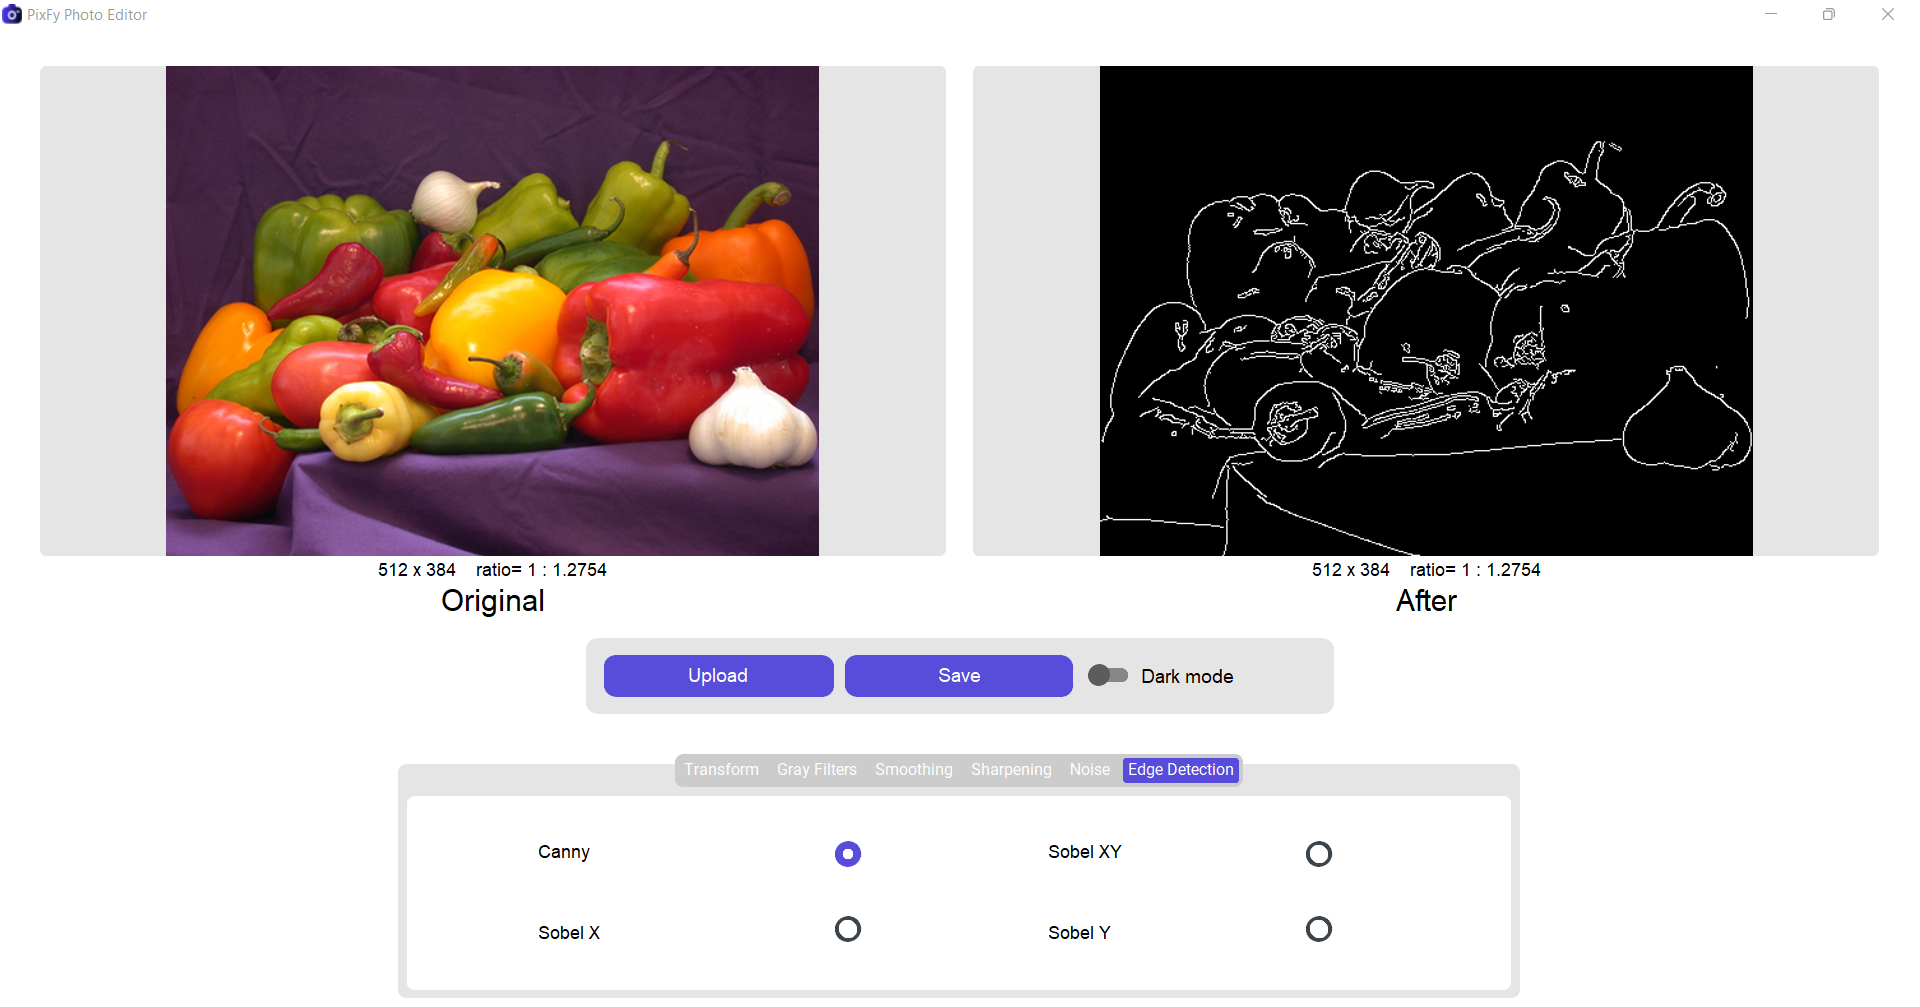 PixFy Photo Editor
512 x 384 ratio= 1 : 1.2754
Original
512 x 384 ratio= 1 : 1.2754
After
Upload Save Dark mode
Transform Gray Filters Smoothing Sharpening Noise Edge Detection
Canny Sobel XY
Sobel X Sobel Y